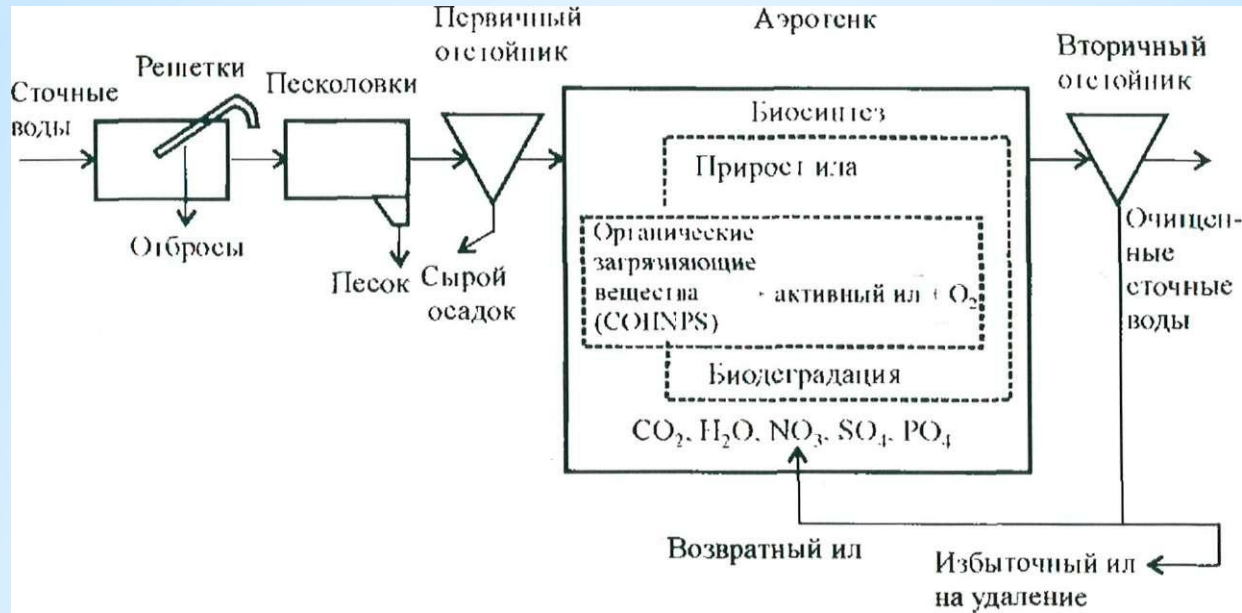 Первичный
отстойник
Аэротенк
Вторичный
отстойник
Решетки
Песколовки
Сточные
воды
Биосинтез
Прирост ила
Отбросы
Песок
Сырой
осадок
Органические
загрязняющие
вещества
(COHNPS)
+ активный ил + O₂
Биодеградация
CO₂, H₂O, NO₃, SO₄, PO₄
Очищен-
ные
сточные
воды
Возвратный ил
Избыточный ил
на удаление